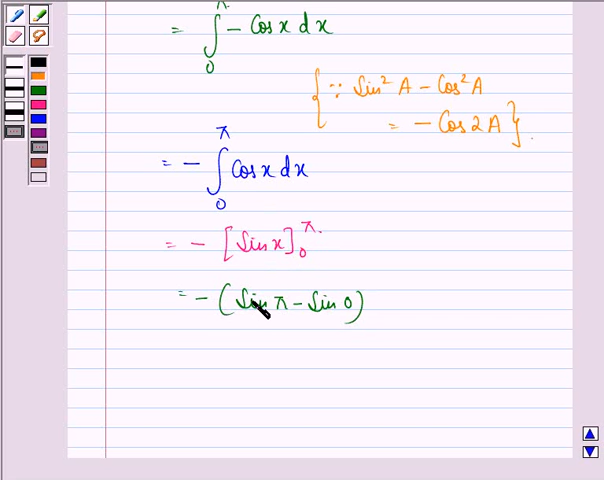 = ∫₀^π − Cos x dx
{ ∵ Sin² A − Cos² A
= − Cos 2A }.
= − ∫₀^π Cos x dx
= − [Sin x]₀^π.
= − (Sin π − Sin 0)